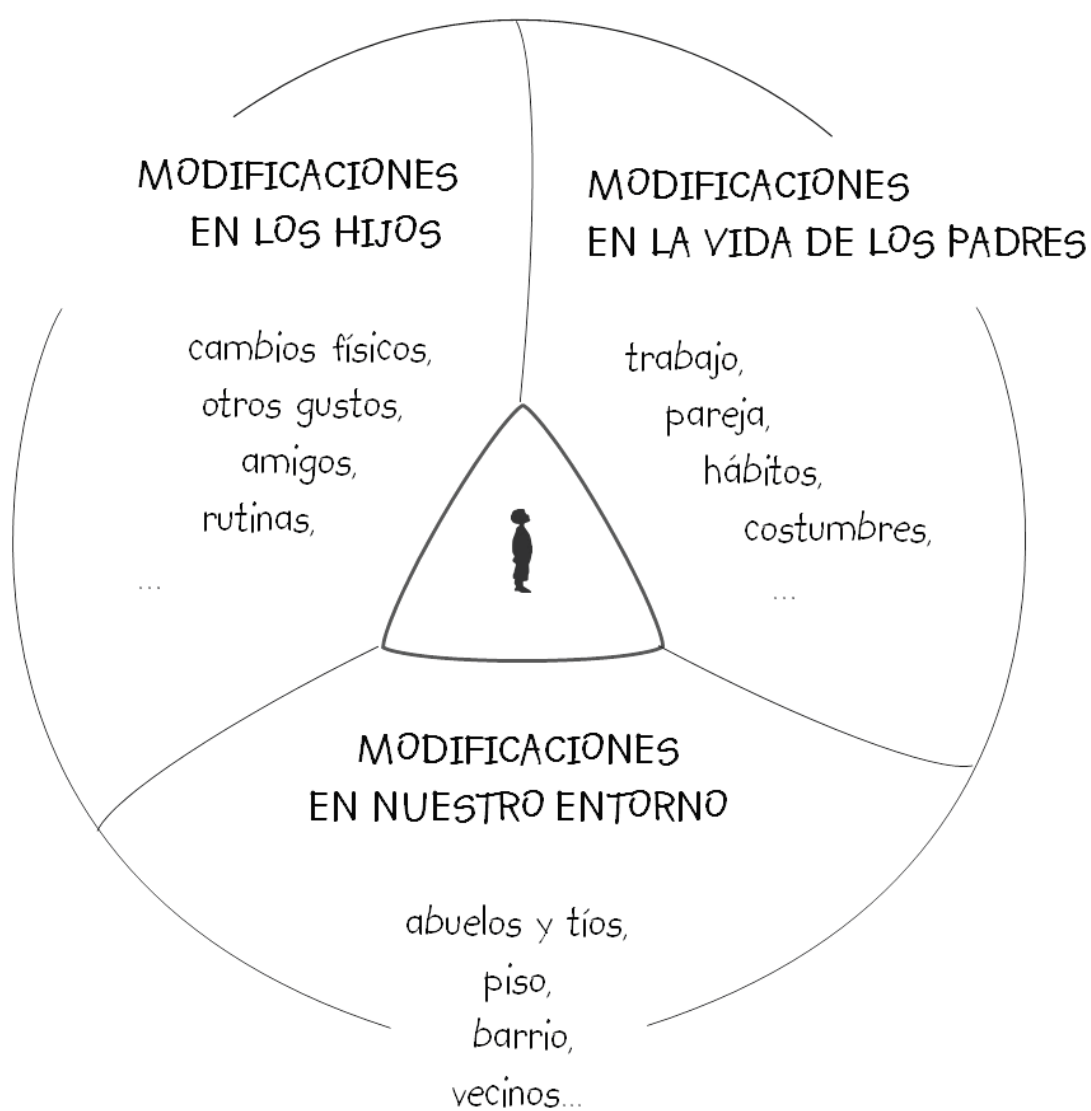 MODIFICACIONES
EN LOS HIJOS
cambios físicos,
otros gustos,
amigos,
rutinas,
...
MODIFICACIONES
EN LA VIDA DE LOS PADRES
trabajo,
pareja,
hábitos,
costumbres,
...
MODIFICACIONES
EN NUESTRO ENTORNO
abuelos y tíos,
piso,
barrio,
vecinos...